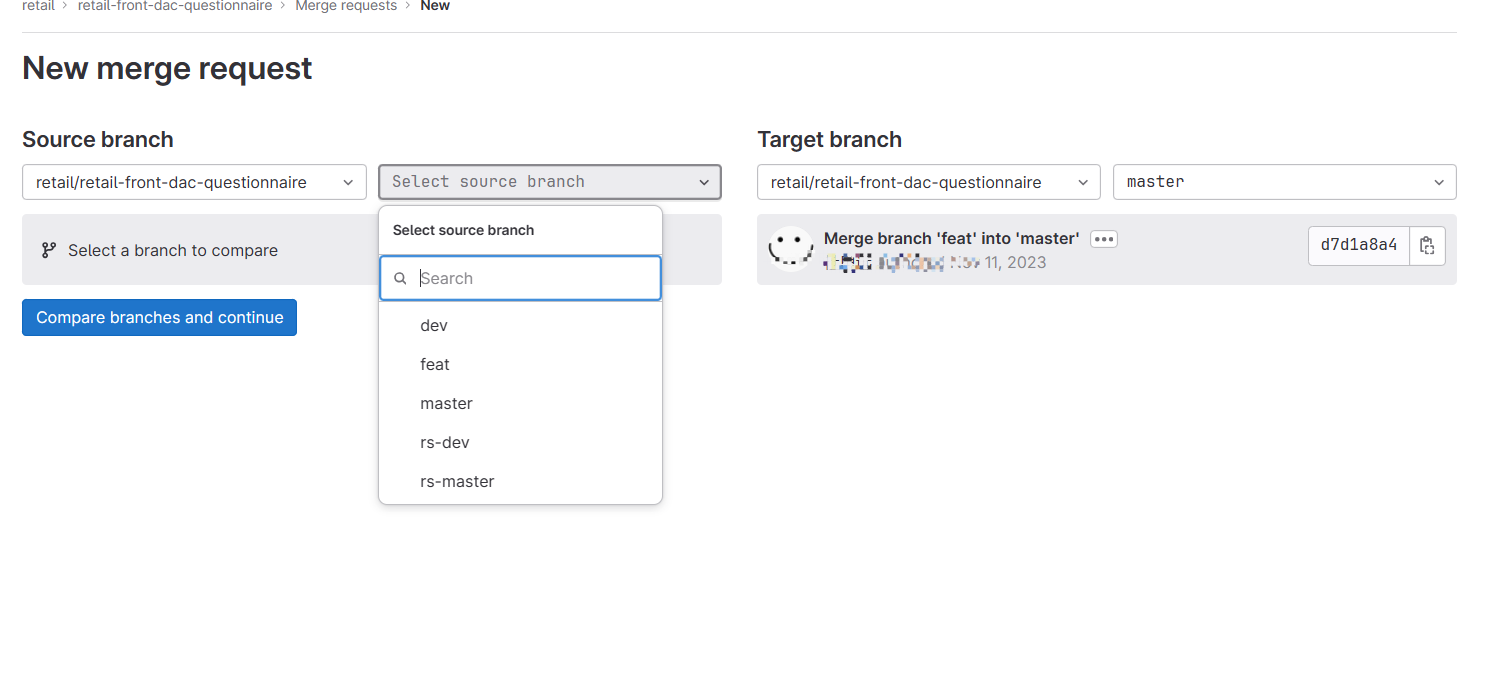 retail > retail-front-dac-questionnaire > Merge requests > New
New merge request
Source branch
Target branch
retail/retail-front-dac-questionnaire
Select source branch
retail/retail-front-dac-questionnaire
master
Select a branch to compare
Merge branch 'feat' into 'master'
11, 2023
d7d1a8a4
Compare branches and continue
Select source branch
Search
dev
feat
master
rs-dev
rs-master